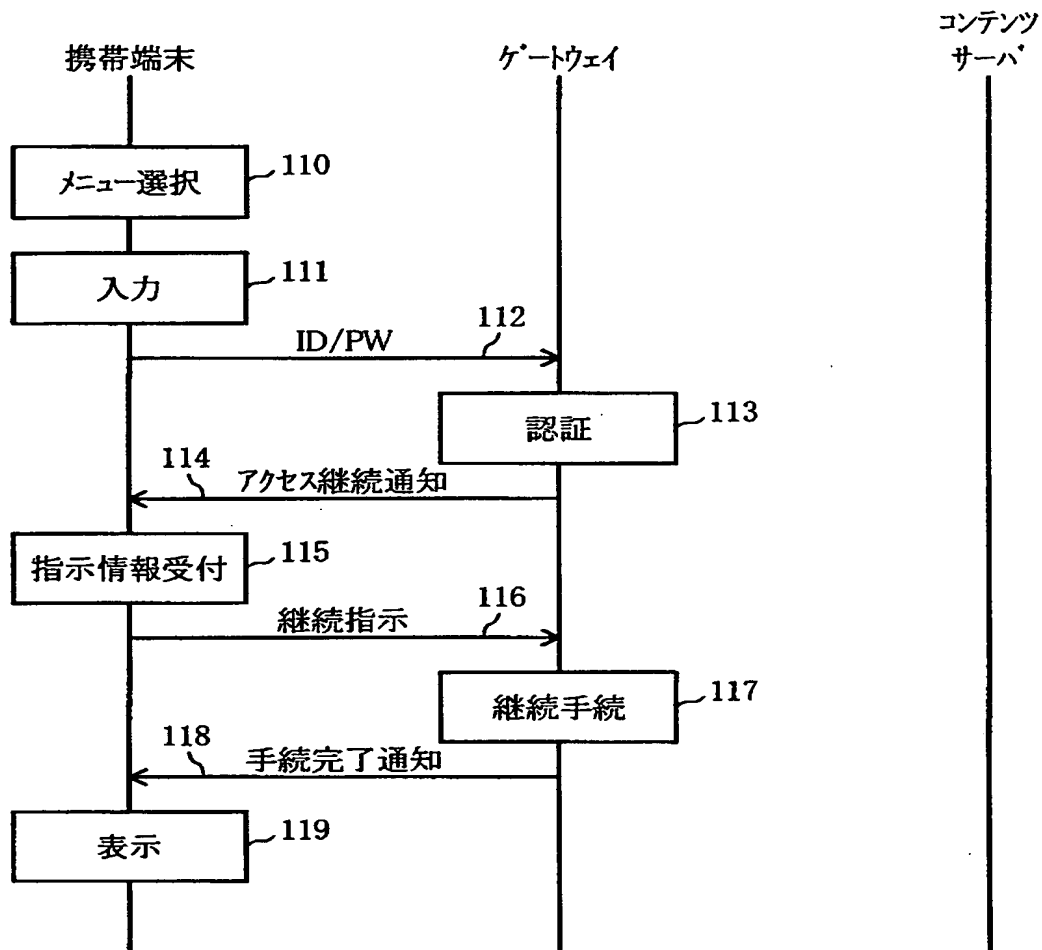 携帯端末
ゲートウェイ
コンテンツ
サーバ
メニュー選択
110
入力
111
ID/PW
112
認証
113
114
アクセス継続通知
指示情報受付
115
継続指示
116
継続手続
117
118
手続完了通知
表示
119